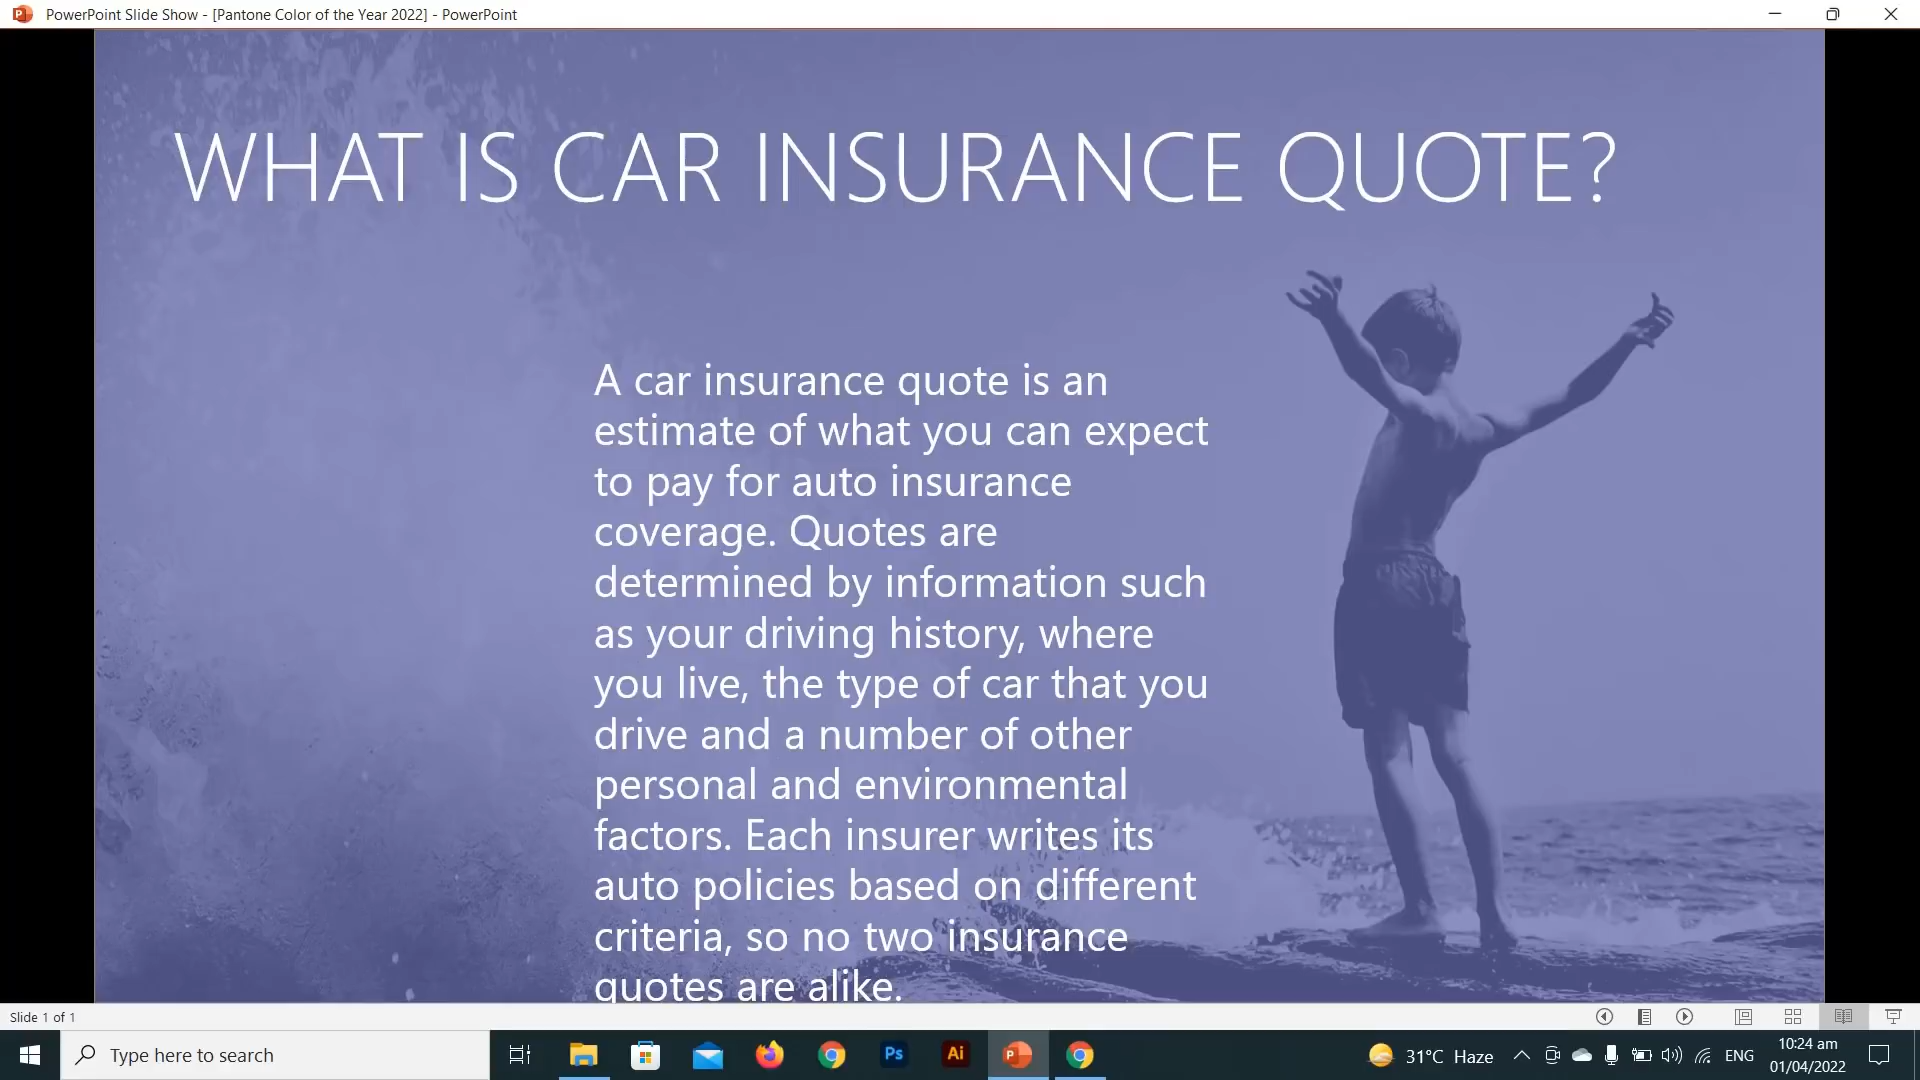 PowerPoint Slide Show - [Pantone Color of the Year 2022] - PowerPoint
WHAT IS CAR INSURANCE QUOTE?
A car insurance quote is an
estimate of what you can expect
to pay for auto insurance
coverage. Quotes are
determined by information such
as your driving history, where
you live, the type of car that you
drive and a number of other
personal and environmental
factors. Each insurer writes its
auto policies based on different
criteria, so no two insurance
quotes are alike.
Slide 1 of 1
Type here to search
Ps
Ai
31°C Haze
ENG
10:24 am
01/04/2022